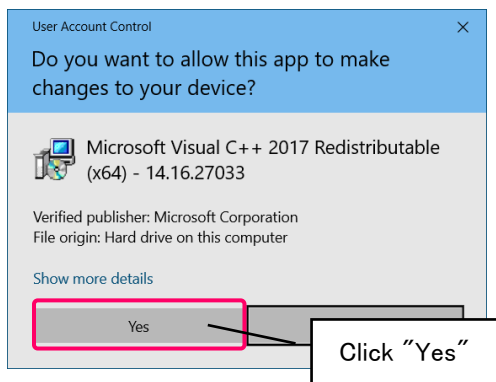 User Account Control
Do you want to allow this app to make
changes to your device?
Microsoft Visual C++ 2017 Redistributable
(x64) - 14.16.27033
Verified publisher: Microsoft Corporation
File origin: Hard drive on this computer
Show more details
Yes
Click "Yes"